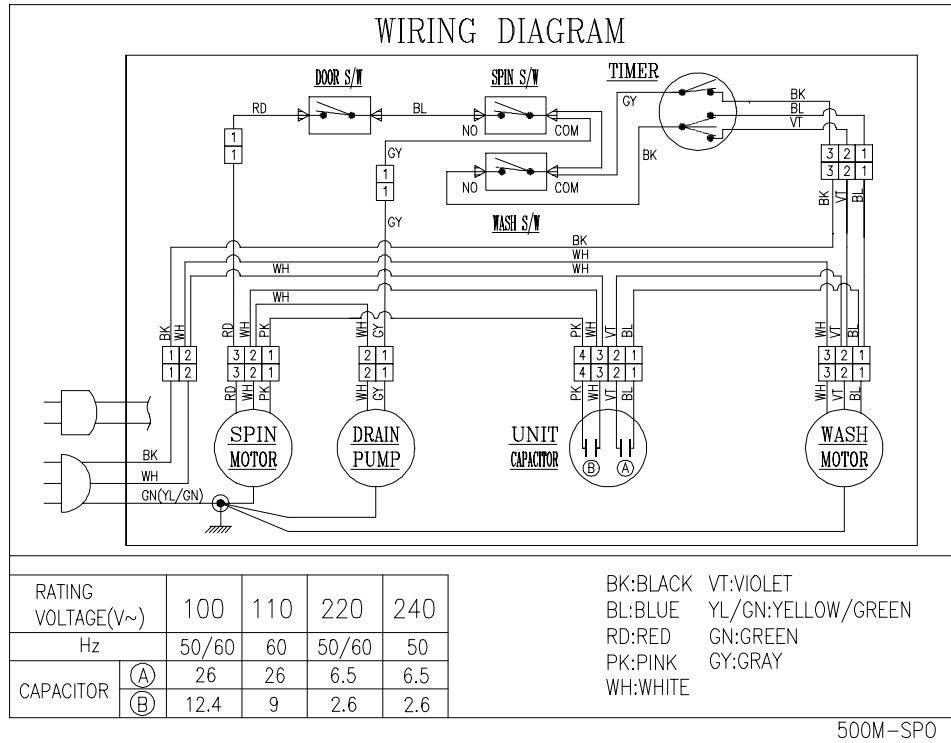 WIRING DIAGRAM
DOOR S/W
SPIN S/W
TIMER
RD
BL
GY
BK
BL
VT
NO
COM
BK
GY
1
1
1
1
NO
COM
WASH S/W
GY
3 2 1
3 2 1
BK
VT
BL
BK
WH
WH
WH
WH
WH
BK
WH
RD
WH
PK
WH
GY
PK
WH
VT
BL
WH
VT
BL
1 2
1 2
3 2 1
3 2 1
2 1
2 1
4 3 2 1
4 3 2 1
3 2 1
3 2 1
RD
WH
PK
WH
GY
PK
WH
VT
BL
WH
VT
BL
SPIN
MOTOR
DRAIN
PUMP
UNIT
CAPACITOR
B
A
WASH
MOTOR
BK
WH
GN(YL/GN)
RATING
VOLTAGE(V~) 100 110 220 240
Hz 50/60 60 50/60 50
CAPACITOR A 26 26 6.5 6.5
B 12.4 9 2.6 2.6
BK:BLACK VT:VIOLET
BL:BLUE YL/GN:YELLOW/GREEN
RD:RED GN:GREEN
PK:PINK GY:GRAY
WH:WHITE
500M-SPO